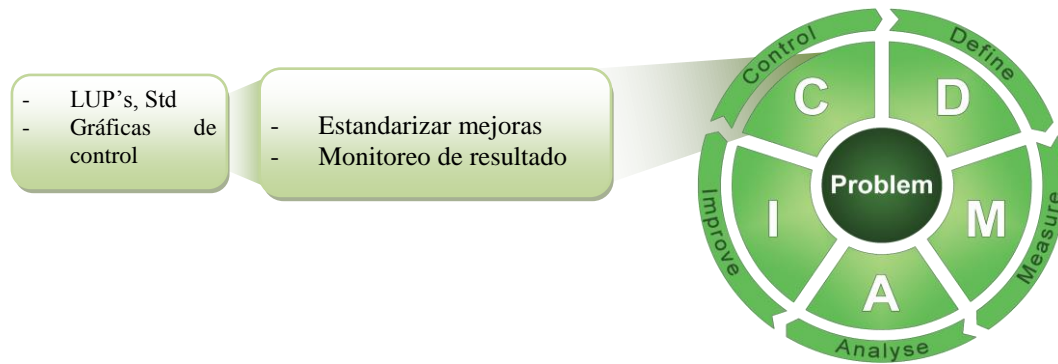 - LUP’s, Std
- Gráficas de
control
- Estandarizar mejoras
- Monitoreo de resultado
Control
Define
C
D
Problem
Improve
I
M
Measure
A
Analyse